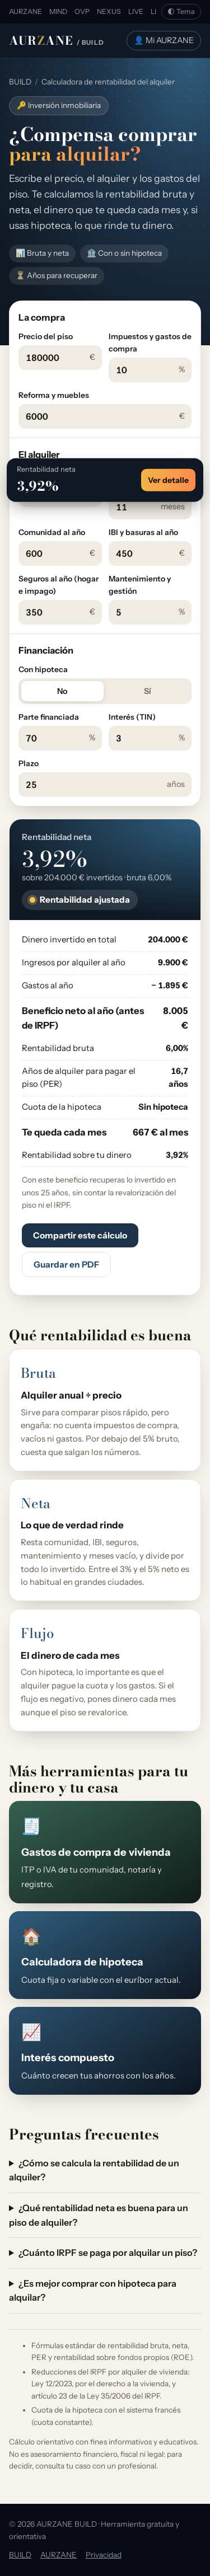 AURZANE MIND OVP NEXUS LIVE LI Tema
AURZANE / BUILD
Mi AURZANE
BUILD / Calculadora de rentabilidad del alquiler
Inversión inmobiliaria
¿Compensa comprar
para alquilar?
Escribe el precio, el alquiler y los gastos del
piso. Te calculamos la rentabilidad bruta y
neta, el dinero que te queda cada mes y, si
usas hipoteca, lo que rinde tu dinero.
Bruta y neta
Con o sin hipoteca
Años para recuperar
La compra
Precio del piso
180000 €
Impuestos y gastos de
compra
10 %
Reforma y muebles
6000 €
El alquiler
Rentabilidad neta
3,92%
Ver detalle
11 meses
Comunidad al año
600 €
IBI y basuras al año
450 €
Seguros al año (hogar
e impago)
350 €
Mantenimiento y
gestión
5 %
Financiación
Con hipoteca
No Sí
Parte financiada
70 %
Interés (TIN)
3 %
Plazo
25 años
Rentabilidad neta
3,92%
sobre 204.000 € invertidos · bruta 6,00%
Rentabilidad ajustada
Dinero invertido en total 204.000 €
Ingresos por alquiler al año 9.900 €
Gastos al año − 1.895 €
Beneficio neto al año (antes 8.005
de IRPF) €
Rentabilidad bruta 6,00%
Años de alquiler para pagar el 16,7
piso (PER) años
Cuota de la hipoteca Sin hipoteca
Te queda cada mes 667 € al mes
Rentabilidad sobre tu dinero 3,92%
Con este beneficio recuperas lo invertido en
unos 25 años, sin contar la revalorización del
piso ni el IRPF.
Compartir este cálculo
Guardar en PDF
Qué rentabilidad es buena
Bruta
Alquiler anual ÷ precio
Sirve para comparar pisos rápido, pero
engaña: no cuenta impuestos de compra,
vacíos ni gastos. Por debajo del 5% bruto,
cuesta que salgan los números.
Neta
Lo que de verdad rinde
Resta comunidad, IBI, seguros,
mantenimiento y meses vacío, y divide por
todo lo invertido. Entre el 3% y el 5% neto es
lo habitual en grandes ciudades.
Flujo
El dinero de cada mes
Con hipoteca, lo importante es que el
alquiler pague la cuota y los gastos. Si el
flujo es negativo, pones dinero cada mes
aunque el piso se revalorice.
Más herramientas para tu
dinero y tu casa
Gastos de compra de vivienda
ITP o IVA de tu comunidad, notaría y
registro.
Calculadora de hipoteca
Cuota fija o variable con el euríbor actual.
Interés compuesto
Cuánto crecen tus ahorros con los años.
Preguntas frecuentes
¿Cómo se calcula la rentabilidad de un
alquiler?
¿Qué rentabilidad neta es buena para un
piso de alquiler?
¿Cuánto IRPF se paga por alquilar un piso?
¿Es mejor comprar con hipoteca para
alquilar?
• Fórmulas estándar de rentabilidad bruta, neta,
PER y rentabilidad sobre fondos propios (ROE).
• Reducciones del IRPF por alquiler de vivienda:
Ley 12/2023, por el derecho a la vivienda, y
artículo 23 de la Ley 35/2006 del IRPF.
• Cuota de la hipoteca con el sistema francés
(cuota constante).
Cálculo orientativo con fines informativos y educativos.
No es asesoramiento financiero, fiscal ni legal: para
decidir, consulta tu caso con un profesional.
© 2026 AURZANE BUILD · Herramienta gratuita y
orientativa
BUILD AURZANE Privacidad